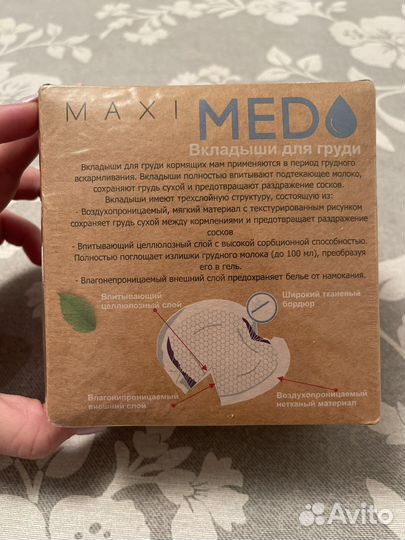 MAXI MED
Вкладыши для груди
Вкладыши для груди кормящих мам применяются в период грудного
вскармливания. Вкладыши полностью впитывают подтекающее молоко,
сохраняют грудь сухой и предотвращают раздражение сосков.
Вкладыши имеют трехслойную структуру, состоящую из:
- Воздухопроницаемый, мягкий материал с текстурированным рисунком
сохраняет грудь сухой между кормлениями и предотвращает раздражение
сосков
- Впитывающий целлюлозный слой с высокой сорбционной способностью.
Полностью поглощает излишки грудного молока (до 100 мл), преобразуя
его в гель.
- Влагонепроницаемый внешний слой предохраняет белье от намокания.
Впитывающий
целлюлозный слой
Широкий тканевый
бордюр
Влагонипроницаемый
внешний слой
Воздухопроницаемый
нетканый материал
Avito